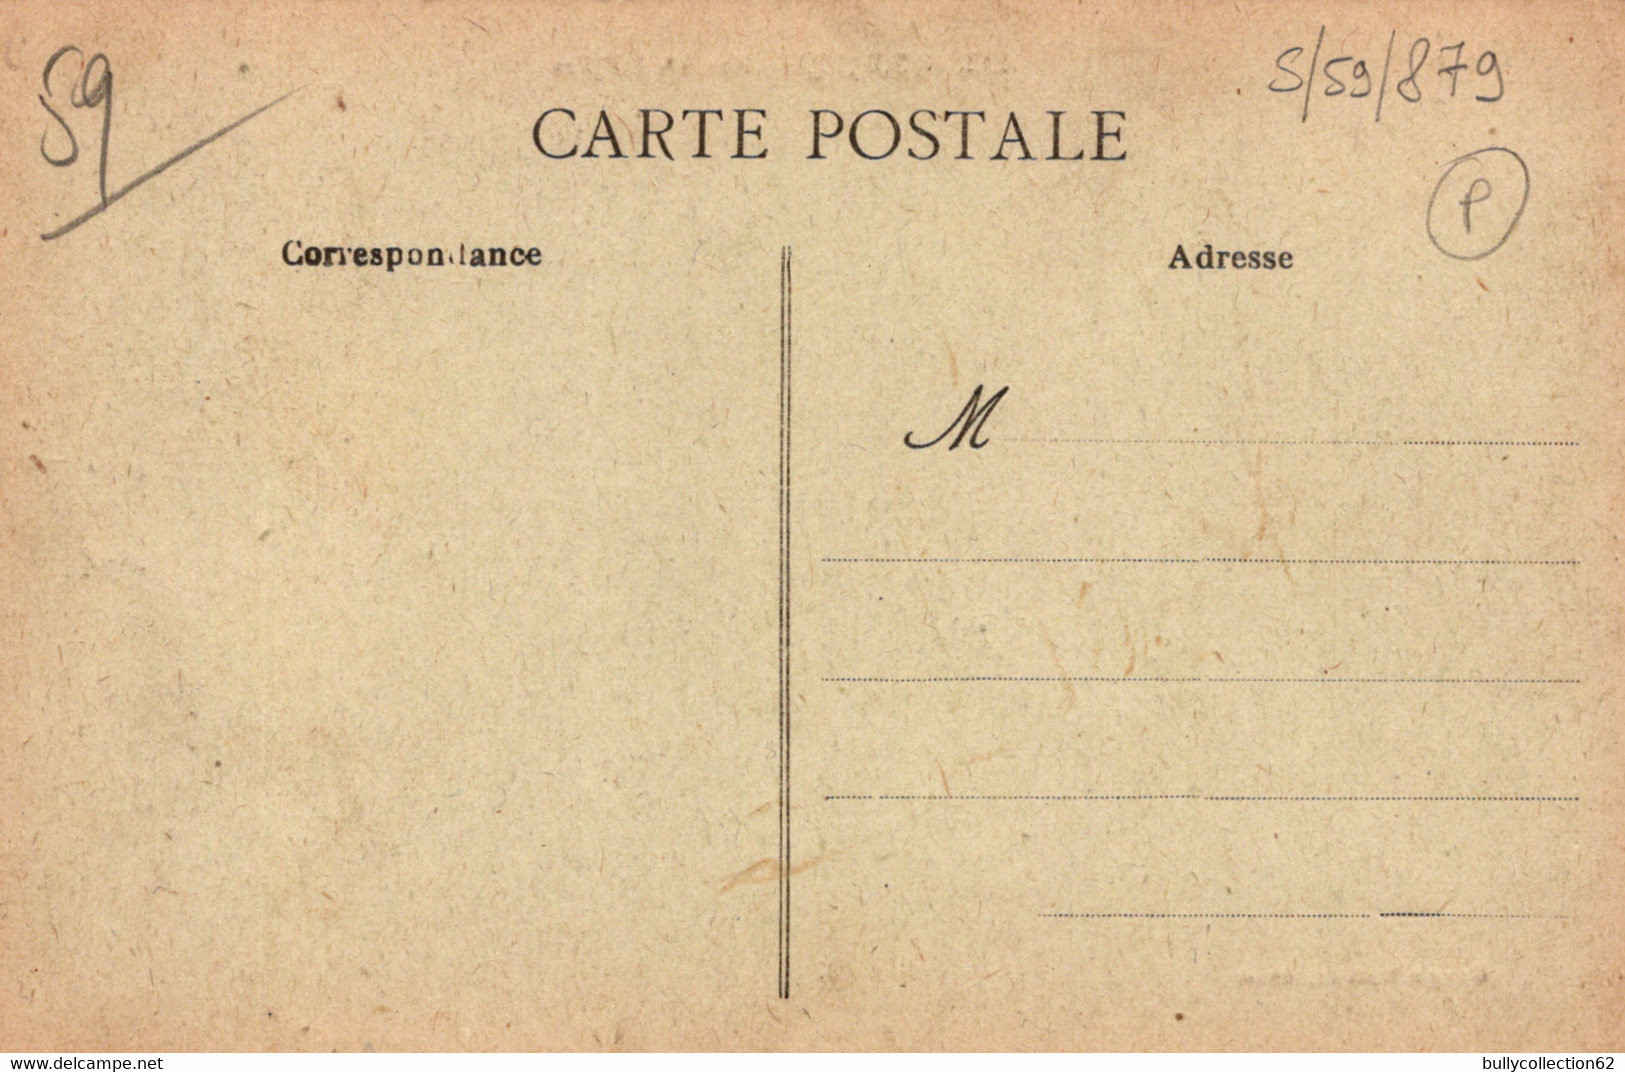 59
S/59/879
CARTE POSTALE
P
Correspondance
Adresse
M
www.delcampe.net
bullycollection62